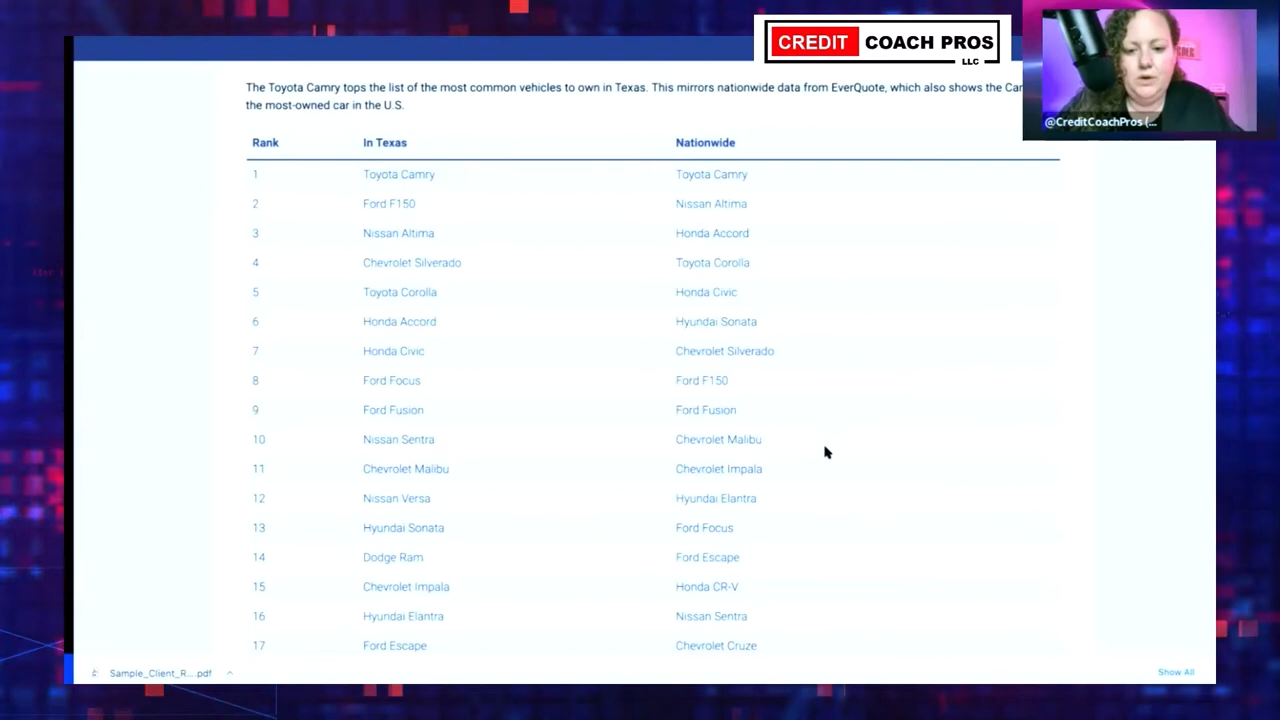 CREDIT COACH PROS
LLC
@CreditCoachPros (...
The Toyota Camry tops the list of the most common vehicles to own in Texas. This mirrors nationwide data from EverQuote, which also shows the
the most-owned car in the U.S.
Rank In Texas Nationwide
1 Toyota Camry Toyota Camry
2 Ford F150 Nissan Altima
3 Nissan Altima Honda Accord
4 Chevrolet Silverado Toyota Corolla
5 Toyota Corolla Honda Civic
6 Honda Accord Hyundai Sonata
7 Honda Civic Chevrolet Silverado
8 Ford Focus Ford F150
9 Ford Fusion Ford Fusion
10 Nissan Sentra Chevrolet Malibu
11 Chevrolet Malibu Chevrolet Impala
12 Nissan Versa Hyundai Elantra
13 Hyundai Sonata Ford Focus
14 Dodge Ram Ford Escape
15 Chevrolet Impala Honda CR-V
16 Hyundai Elantra Nissan Sentra
17 Ford Escape Chevrolet Cruze
Sample_Client_R....pdf
Show All